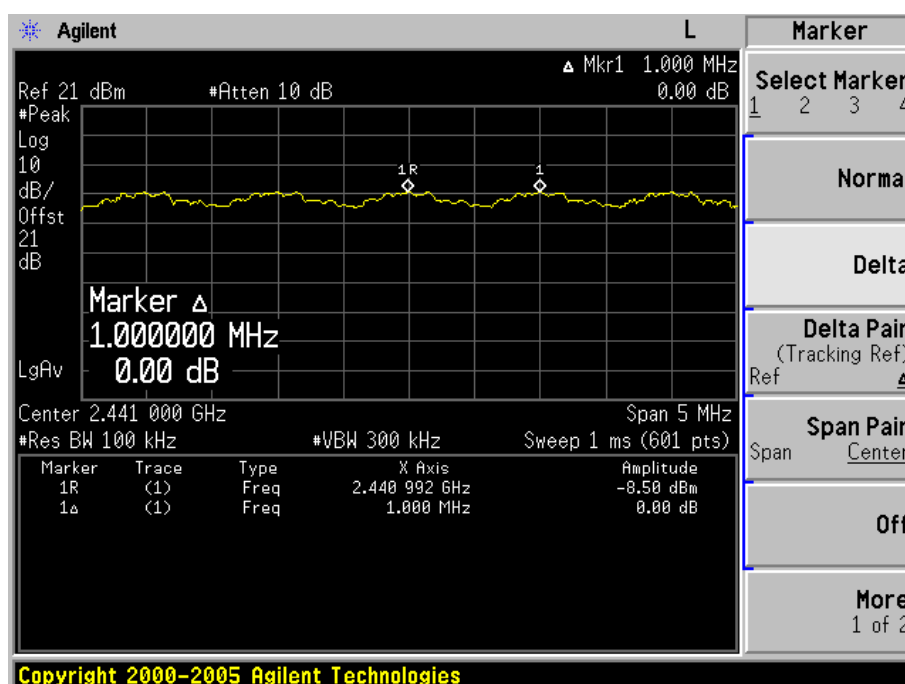 Agilent
L
Marker
Δ Mkr1 1.000 MHz
Ref 21 dBm #Atten 10 dB 0.00 dB
#Peak
Log
10
dB/
Offst
21
dB
1R
1
Marker Δ
1.000000 MHz
0.00 dB
LgAv
Center 2.441 000 GHz Span 5 MHz
#Res BW 100 kHz #VBW 300 kHz Sweep 1 ms (601 pts)
Marker Trace Type X Axis Amplitude
1R (1) Freq 2.440 992 GHz -8.50 dBm
1Δ (1) Freq 1.000 MHz 0.00 dB
Select Marker
1 2 3 4
Norma
Delta
Delta Pair
(Tracking Ref)
Ref Δ
Span Pair
Span Center
Off
More
1 of 2
Copyright 2000-2005 Agilent Technologies